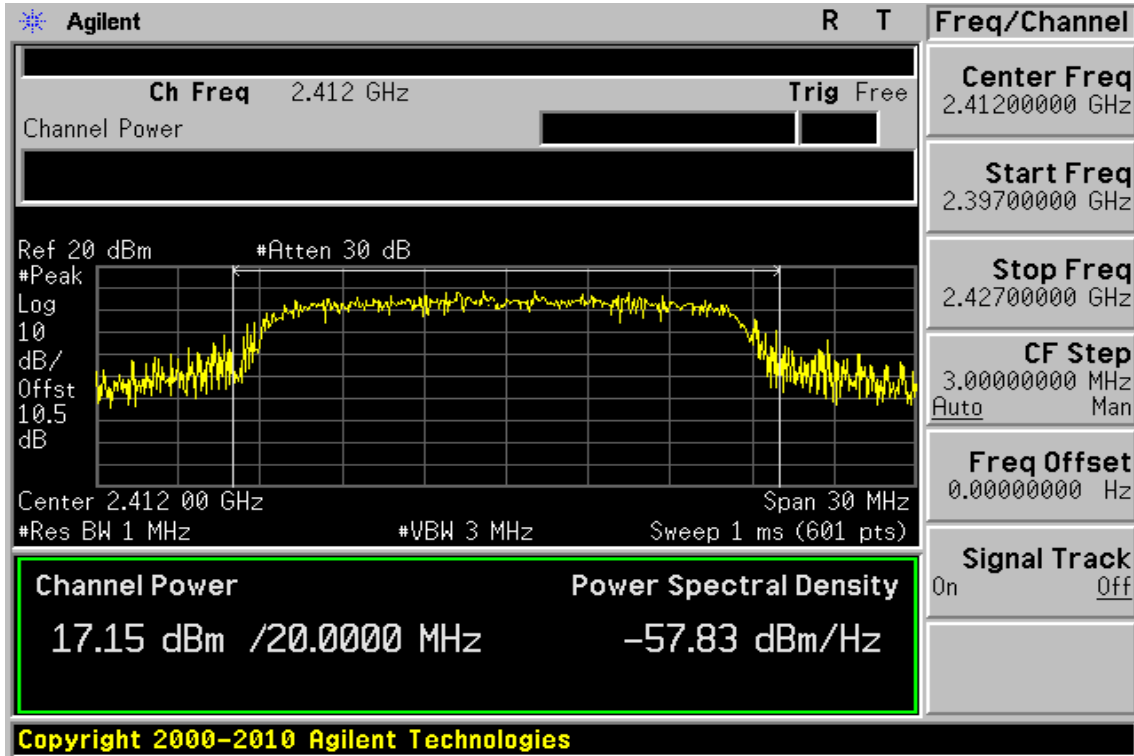 Agilent R T
Freq/Channel
Ch Freq 2.412 GHz Trig Free
Channel Power
Center Freq
2.41200000 GHz
Start Freq
2.39700000 GHz
Stop Freq
2.42700000 GHz
CF Step
3.00000000 MHz
Auto Man
Freq Offset
0.00000000 Hz
Signal Track
On Off
Ref 20 dBm #Atten 30 dB
#Peak
Log
10
dB/
Offst
10.5
dB
Center 2.412 00 GHz Span 30 MHz
#Res BW 1 MHz #VBW 3 MHz Sweep 1 ms (601 pts)
Channel Power Power Spectral Density
17.15 dBm /20.0000 MHz -57.83 dBm/Hz
Copyright 2000-2010 Agilent Technologies